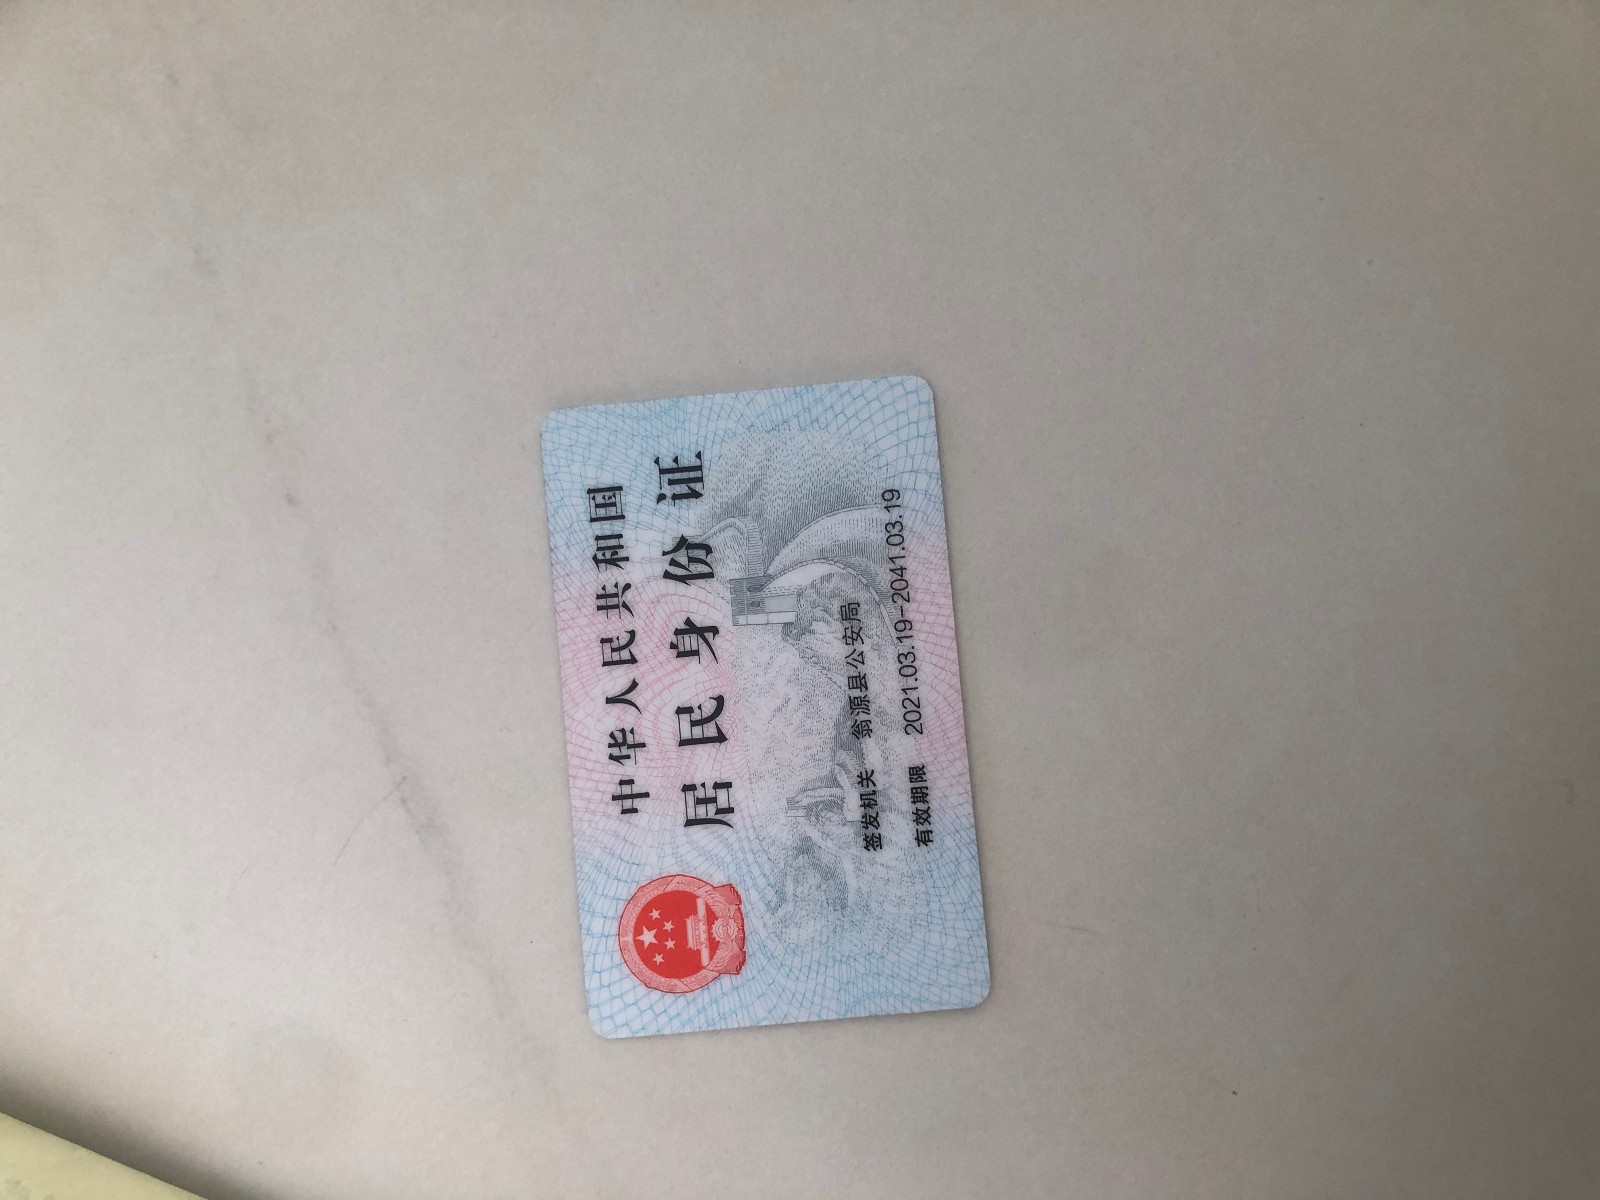 中华人民共和国
居民身份证
签发机关 翁源县公安局
有效期限 2021.03.19-2041.03.19